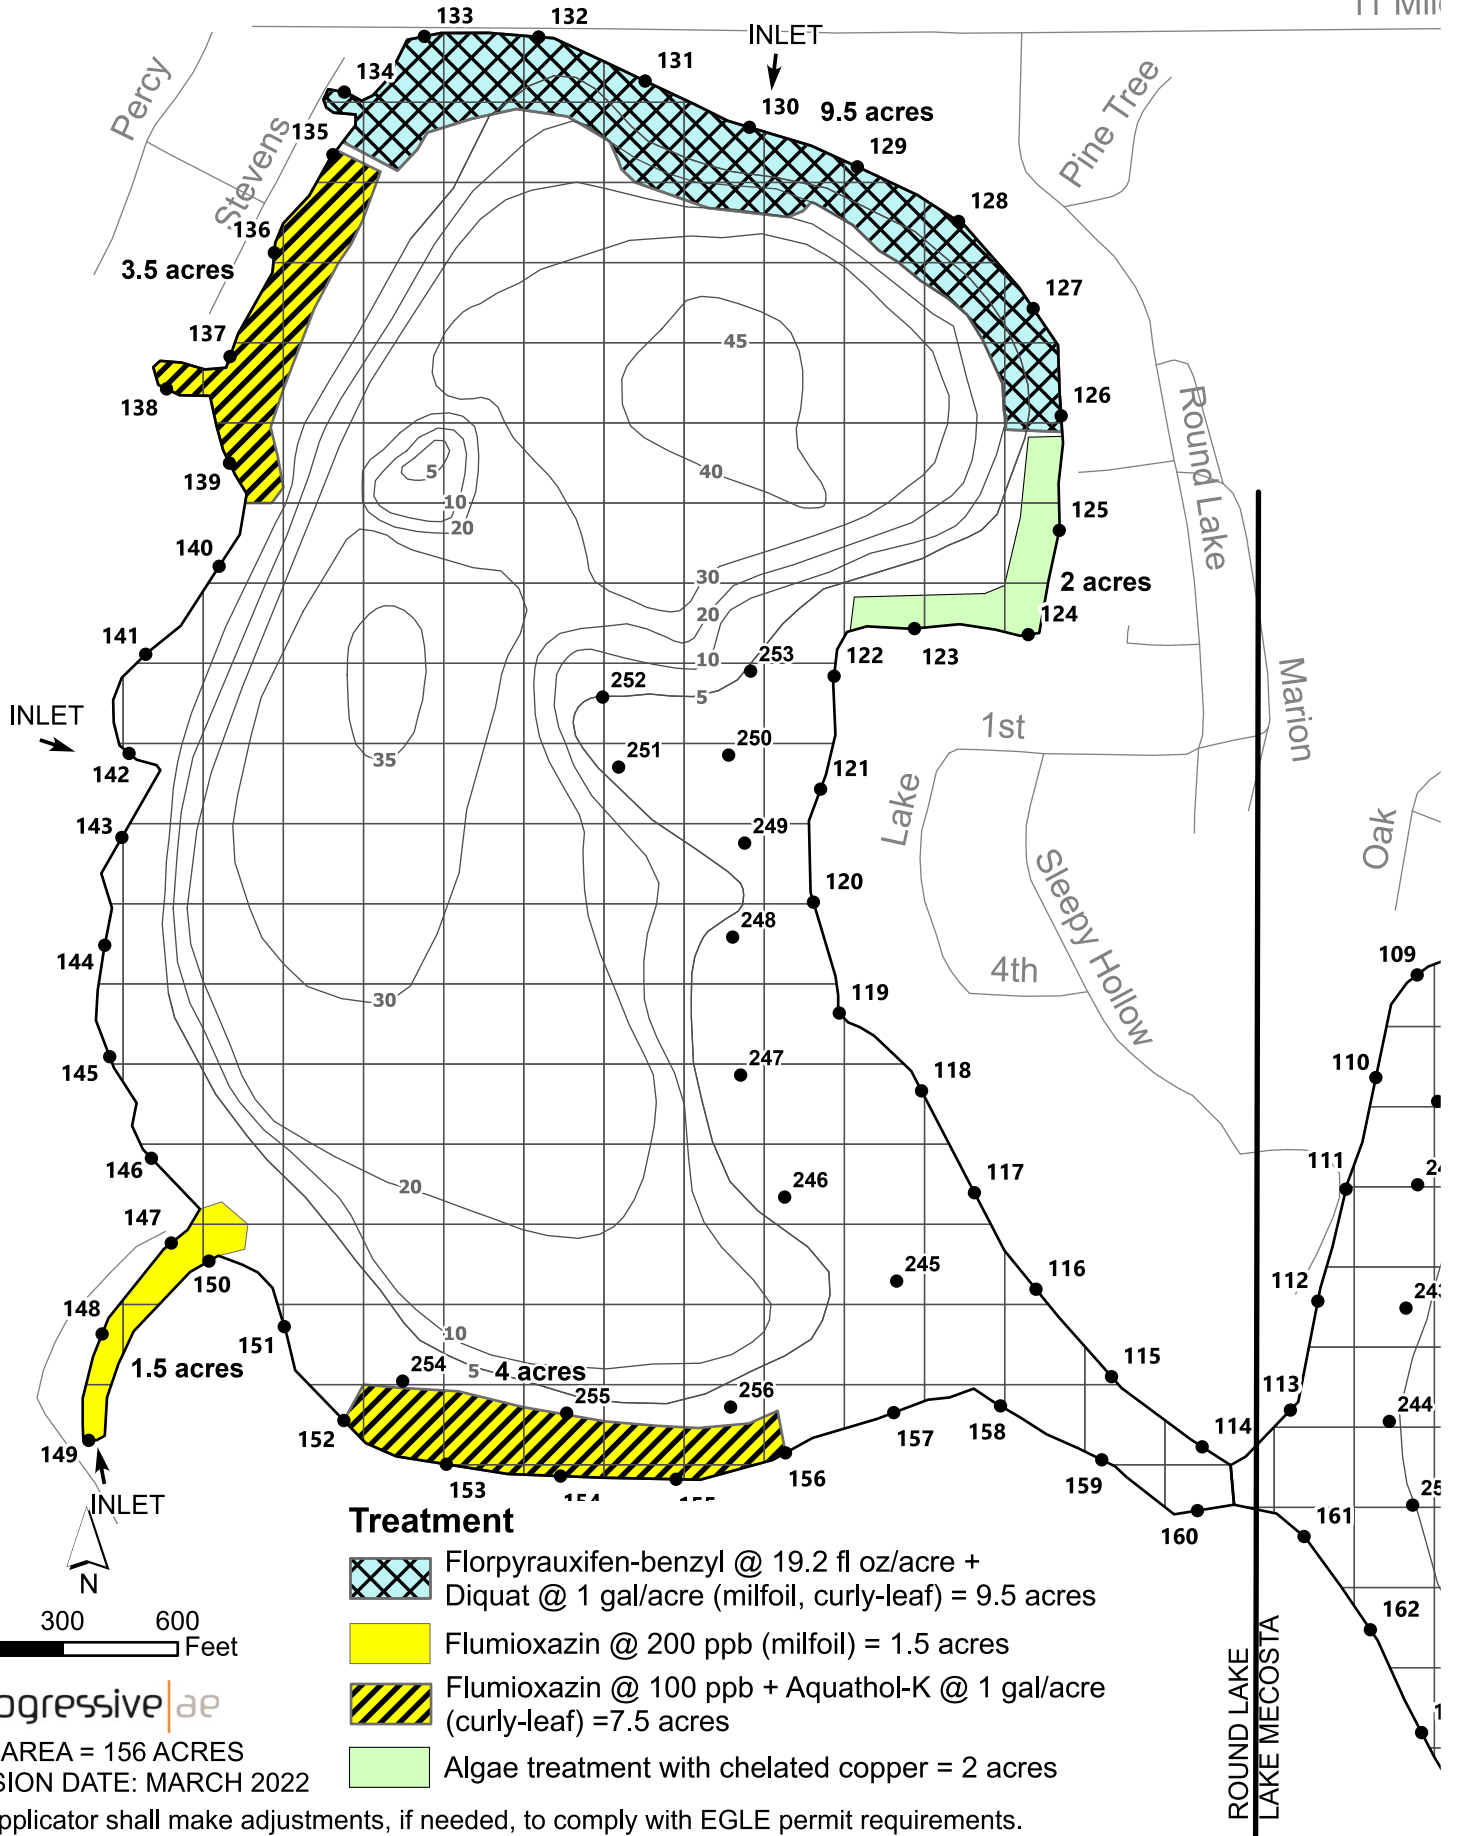 11
133
132
INLET
131
134
Percy
130
9.5 acres
Pine Tree
135
Stevens
129
128
136
3.5 acres
127
137
45
138
126
Round Lake
139
5
40
10
20
125
140
30
2 acres
20
124
141
10
253
122
123
252
5
Marion
INLET
1st
250
251
142
35
121
Lake
Oak
143
249
Sleepy Hollow
120
248
144
109
4th
30
119
247
145
118
110
146
111
20
246
117
147
245
150
116
112
148
10
151
1.5 acres
254
5
4 acres
115
255
256
113
244
114
152
157
158
149
156
153
159
INLET
161
160
N
162
Treatment
Florpyrauxifen-benzyl @ 19.2 fl oz/acre +
Diquat @ 1 gal/acre (milfoil, curly-leaf) = 9.5 acres
300 600
Feet
Flumioxazin @ 200 ppb (milfoil) = 1.5 acres
Flumioxazin @ 100 ppb + Aquathol-K @ 1 gal/acre
(curly-leaf) =7.5 acres
ogressive ae
AREA = 156 ACRES
SION DATE: MARCH 2022
Algae treatment with chelated copper = 2 acres
ROUND LAKE
LAKE MECOSTA
pplicator shall make adjustments, if needed, to comply with EGLE permit requirements.